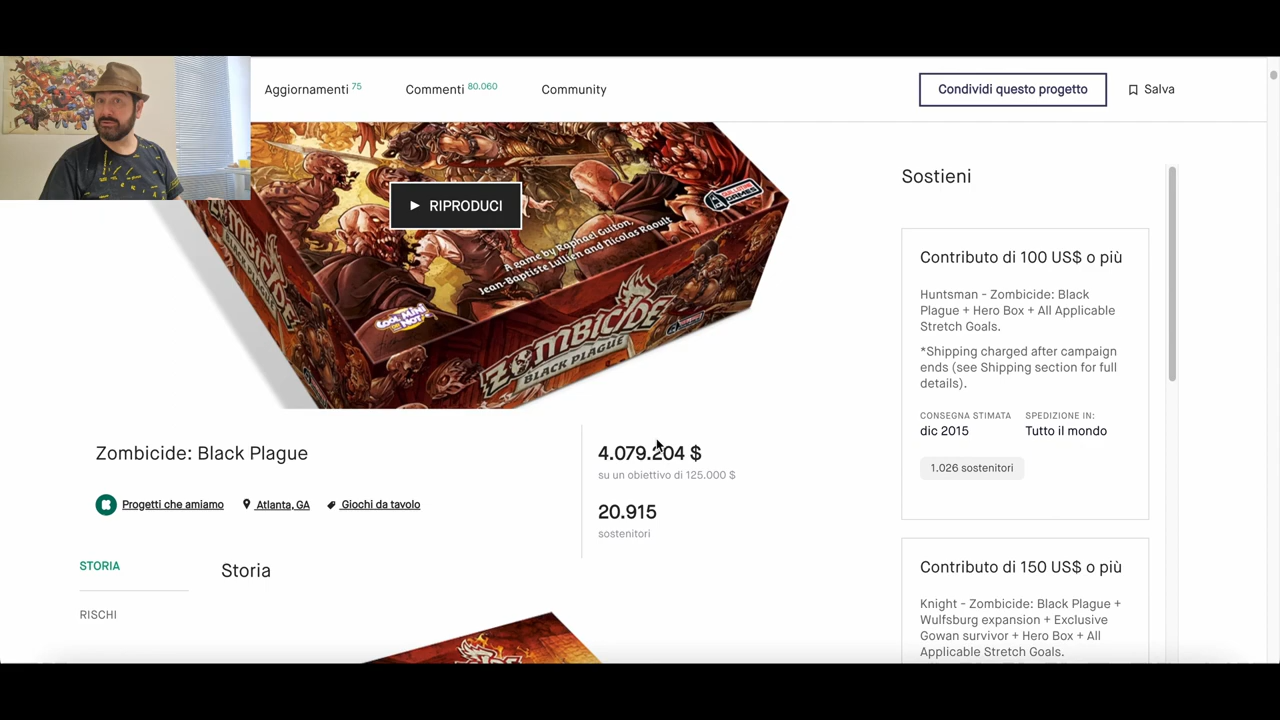 Aggiornamenti 75
Commenti 80.060
Community
Condividi questo progetto
Salva
RIPRODUCI
A game by Raphael Guiton,
Jean-Baptiste Lullien and Nicolas Raoult
COOL MINI OR NOT
ZOMBICIDE
BLACK PLAGUE
Zombicide: Black Plague
Progetti che amiamo
Atlanta, GA
Giochi da tavolo
4.079.204 $
su un obiettivo di 125.000 $
20.915
sostenitori
STORIA
RISCHI
Storia
Sostieni
Contributo di 100 US$ o più
Huntsman - Zombicide: Black
Plague + Hero Box + All Applicable
Stretch Goals.
*Shipping charged after campaign
ends (see Shipping section for full
details).
CONSEGNA STIMATA
dic 2015
SPEDIZIONE IN:
Tutto il mondo
1.026 sostenitori
Contributo di 150 US$ o più
Knight - Zombicide: Black Plague +
Wulfsburg expansion + Exclusive
Gowan survivor + Hero Box + All
Applicable Stretch Goals.